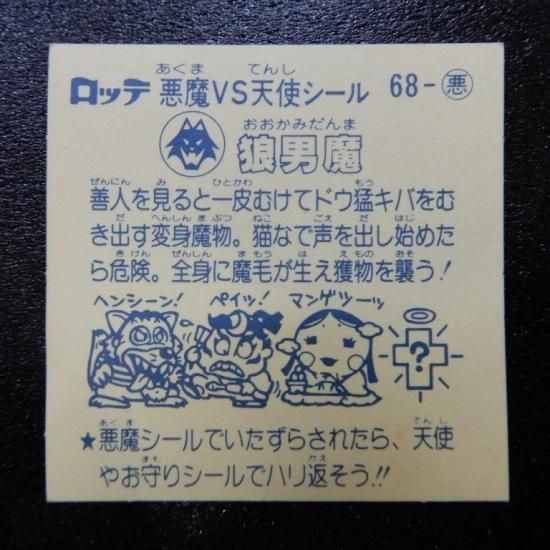 ロッテ 悪魔VS天使シール 68-悪
あくま てんし
おおかみだんま
狼男魔
ぜんにん み ひとかわ もう
善人を見ると一皮むけてドウ猛キバをむ
だ へんしん まぶつ ねこ ごえ だ はじ
き出す変身魔物。猫なで声を出し始めた
きけん ぜんしん まもう は えもの おそ
ら危険。全身に魔毛が生え獲物を襲う!
ヘンシーン! ペイッ! マンゲツーッ
?
あくま てんし
★悪魔シールでいたずらされたら、天使
まも かえ
やお守りシールでハリ返そう!!